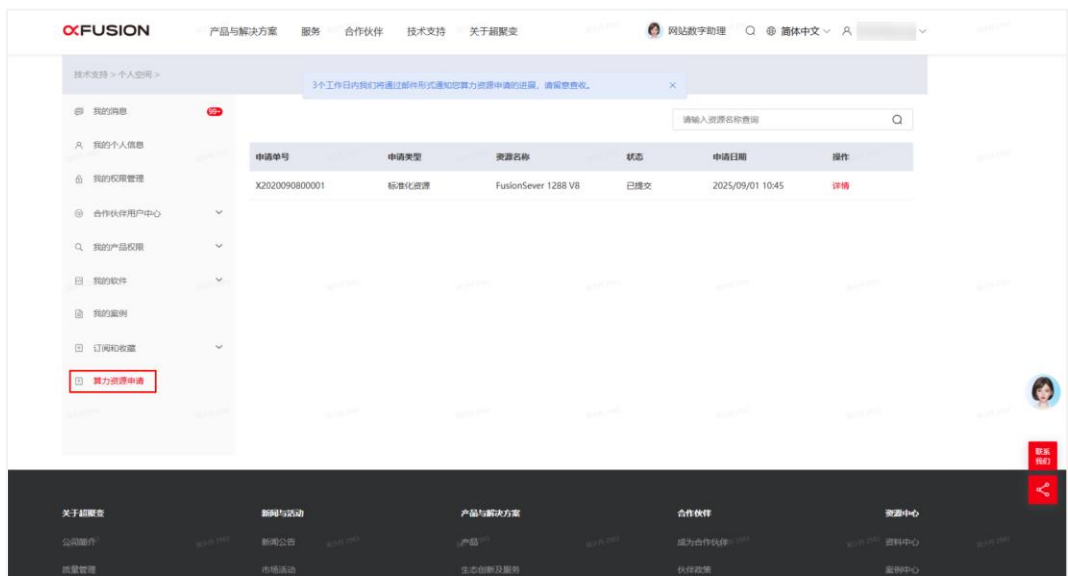 xFUSION 产品与解决方案 服务 合作伙伴 技术支持 关于超聚变 网站数字助理 简体中文
技术支持 > 个人空间 >
3个工作日内我们将通过邮件形式通知您算力资源申请的进展，请留意查收。 ×
我的消息 99+
请输入资源名称查询
我的个人信息
申请单号 申请类型 资源名称 状态 申请日期 操作
我的权限管理
X2020090800001 标准化资源 FusionSever 1288 V8 已提交 2025/09/01 10:45 详情
合作伙伴用户中心
我的产品权限
我的软件
我的案例
订阅和收藏
算力资源申请
联系
我们
关于超聚变 新闻与活动 产品与解决方案 合作伙伴 资源中心
公司简介 新闻公告 产品 成为合作伙伴 资料中心
质量管理 市场活动 生态创新及服务 伙伴政策 案例中心